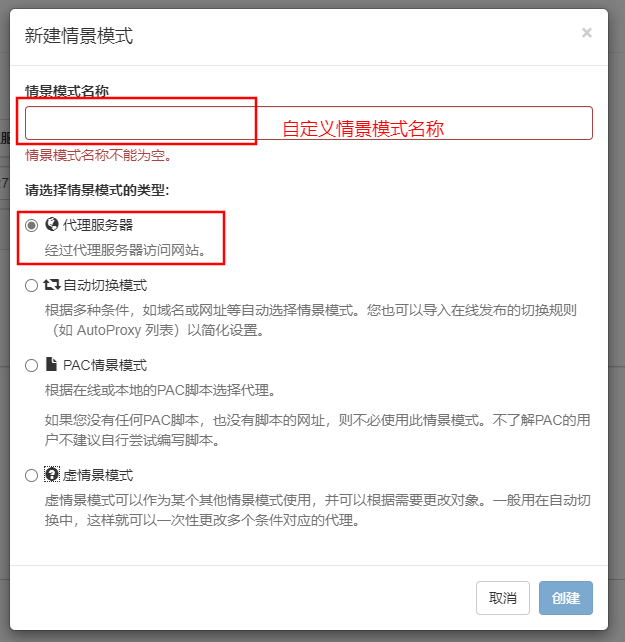 新建情景模式
×
情景模式名称
自定义情景模式名称
情景模式名称不能为空。
请选择情景模式的类型:
代理服务器
经过代理服务器访问网站。
自动切换模式
根据多种条件，如域名或网址等自动选择情景模式。您也可以导入在线发布的切换规则
（如 AutoProxy 列表）以简化设置。
PAC情景模式
根据在线或本地的PAC脚本选择代理。
如果您没有任何PAC脚本，也没有脚本的网址，则不必使用此情景模式。不了解PAC的用
户不建议自行尝试编写脚本。
虚情景模式
虚情景模式可以作为某个其他情景模式使用，并可以根据需要更改对象。一般用在自动切
换中，这样就可以一次性更改多个条件对应的代理。
取消
创建